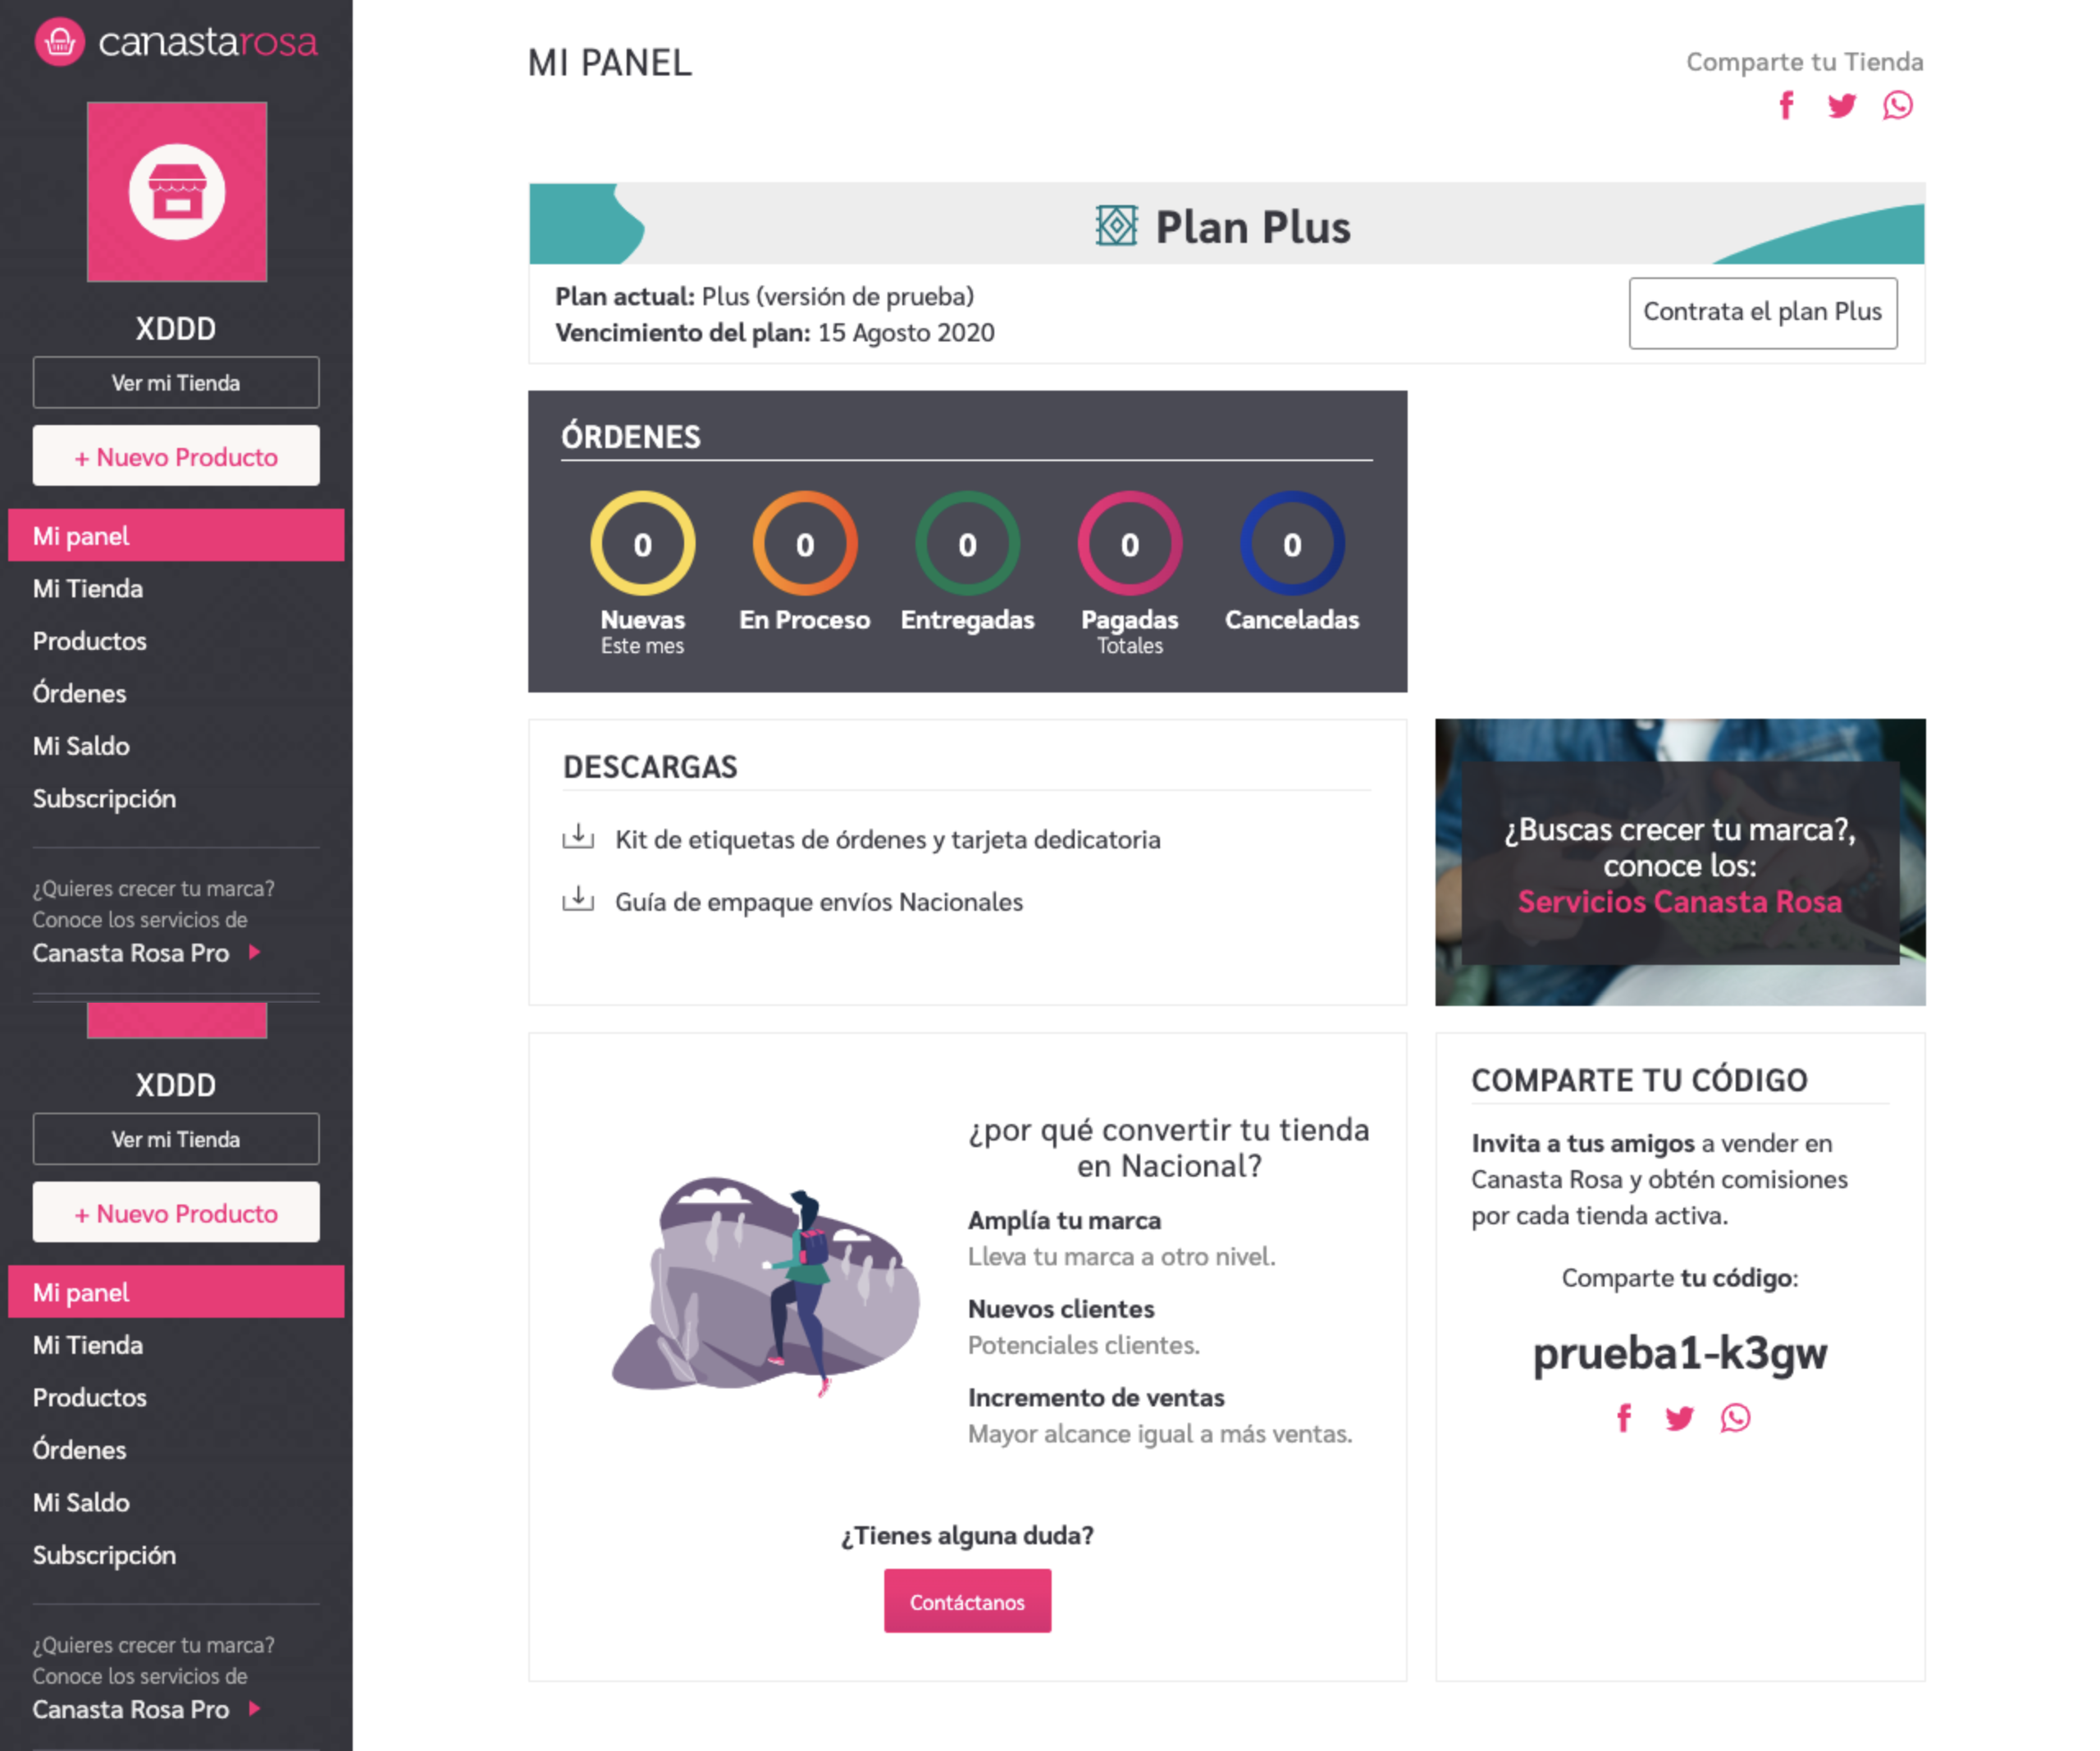 canastarosa
XDDD
Ver mi Tienda
+ Nuevo Producto
Mi panel
Mi Tienda
Productos
Órdenes
Mi Saldo
Subscripción
¿Quieres crecer tu marca?
Conoce los servicios de
Canasta Rosa Pro
XDDD
Ver mi Tienda
+ Nuevo Producto
Mi panel
Mi Tienda
Productos
Órdenes
Mi Saldo
Subscripción
¿Quieres crecer tu marca?
Conoce los servicios de
Canasta Rosa Pro
MI PANEL
Comparte tu Tienda
Plan Plus
Plan actual: Plus (versión de prueba)
Vencimiento del plan: 15 Agosto 2020
Contrata el plan Plus
ÓRDENES
0 0 0 0 0
Nuevas En Proceso Entregadas Pagadas Canceladas
Este mes Totales
DESCARGAS
Kit de etiquetas de órdenes y tarjeta dedicatoria
Guía de empaque envíos Nacionales
¿Buscas crecer tu marca?,
conoce los:
Servicios Canasta Rosa
¿por qué convertir tu tienda
en Nacional?
Amplía tu marca
Lleva tu marca a otro nivel.
Nuevos clientes
Potenciales clientes.
Incremento de ventas
Mayor alcance igual a más ventas.
¿Tienes alguna duda?
Contáctanos
COMPARTE TU CÓDIGO
Invita a tus amigos a vender en
Canasta Rosa y obtén comisiones
por cada tienda activa.
Comparte tu código:
prueba1-k3gw